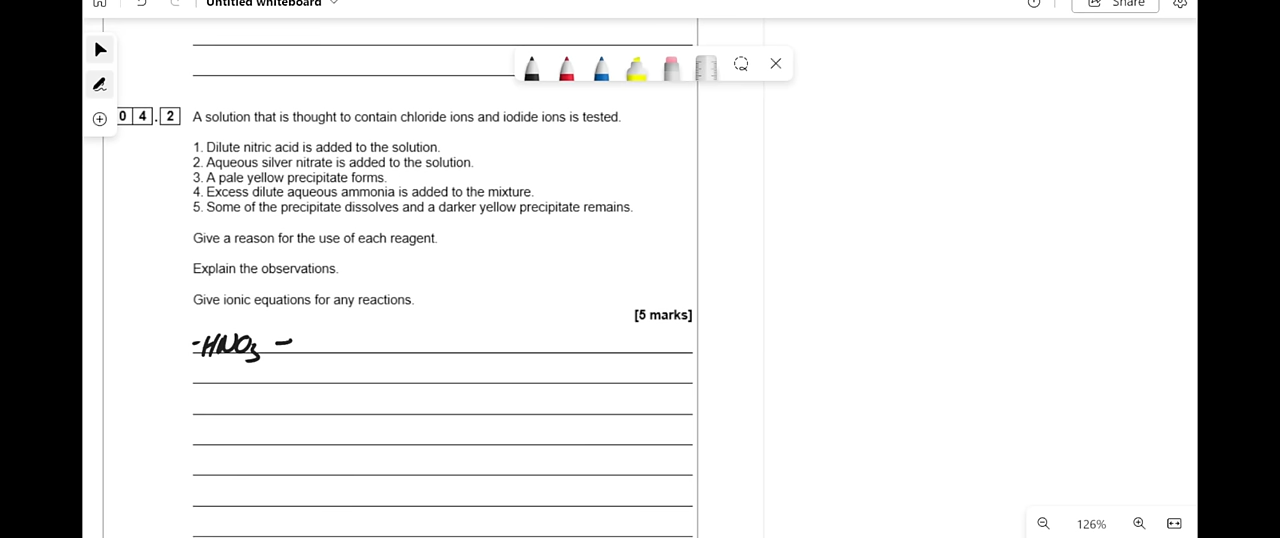 Untitled whiteboard
Share
0 4 . 2 A solution that is thought to contain chloride ions and iodide ions is tested.
1. Dilute nitric acid is added to the solution.
2. Aqueous silver nitrate is added to the solution.
3. A pale yellow precipitate forms.
4. Excess dilute aqueous ammonia is added to the mixture.
5. Some of the precipitate dissolves and a darker yellow precipitate remains.
Give a reason for the use of each reagent.
Explain the observations.
Give ionic equations for any reactions.
[5 marks]
-HNO3 -
126%